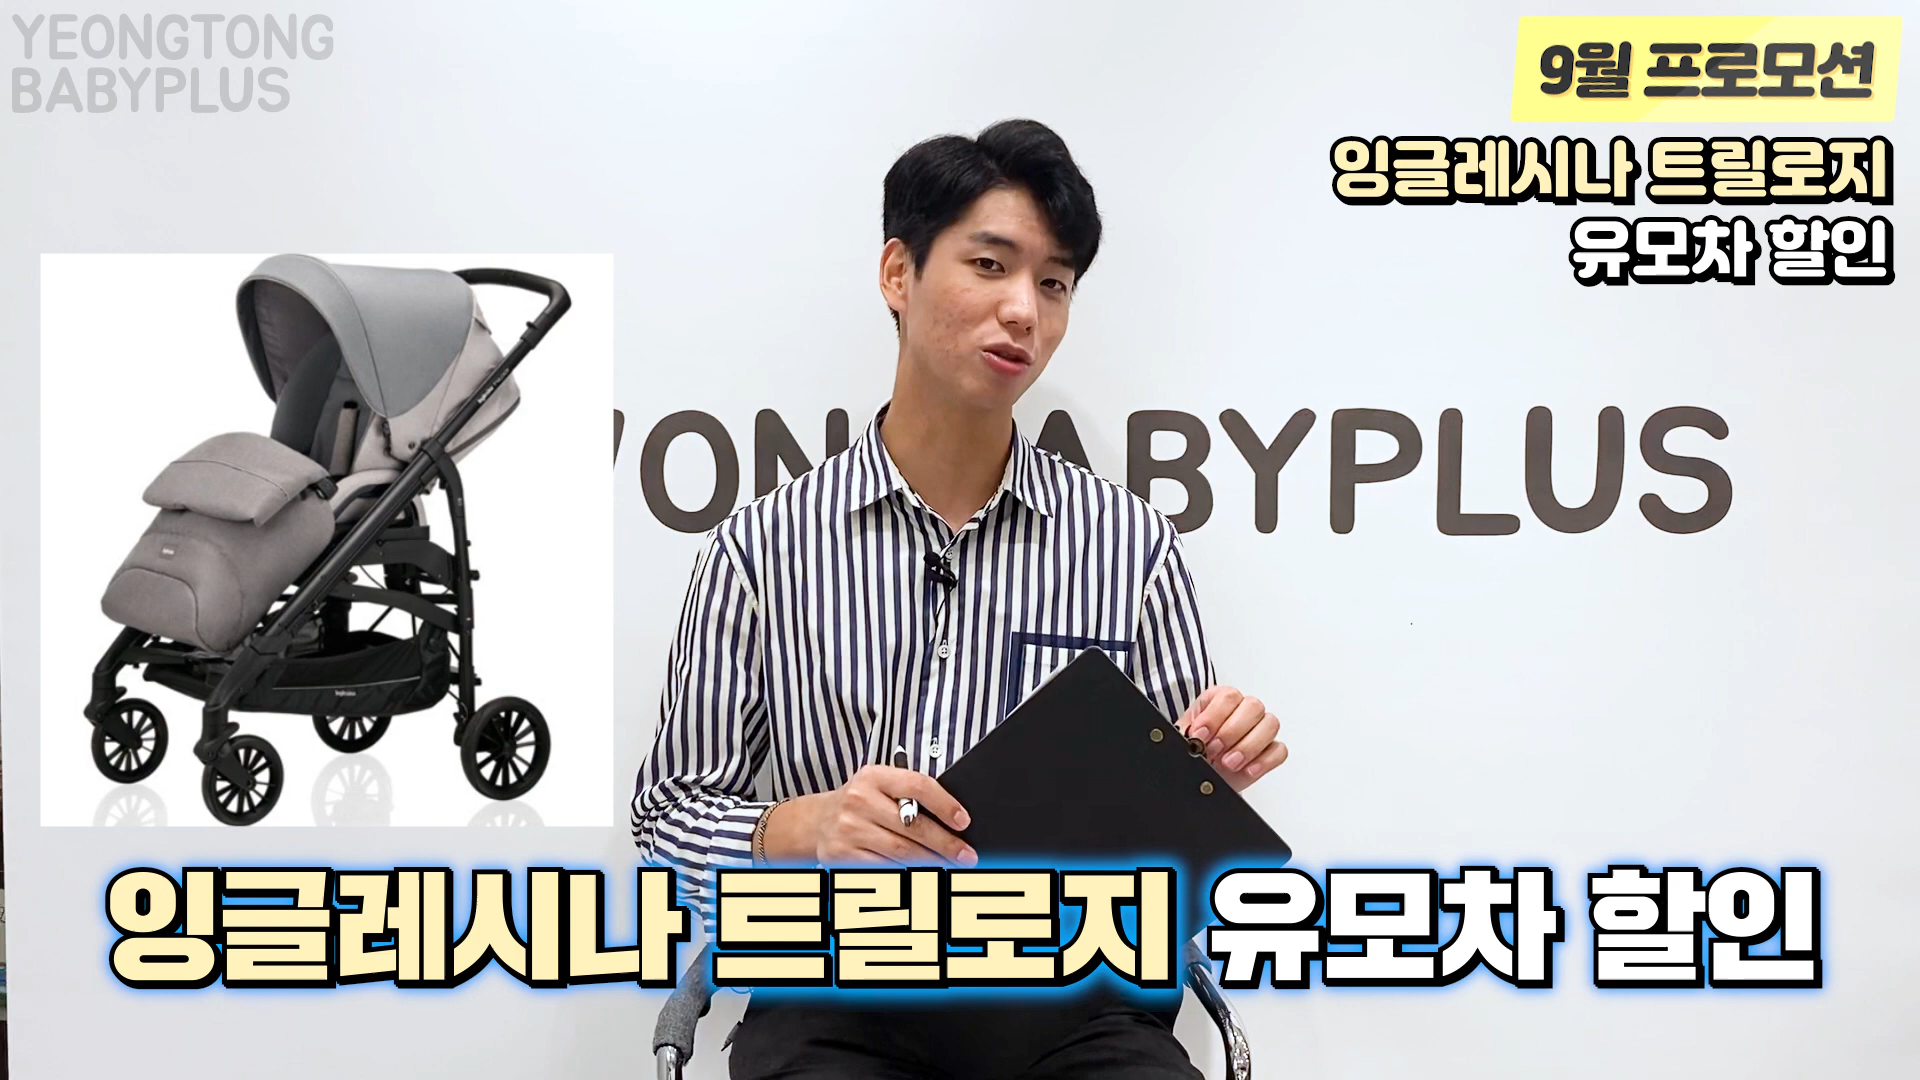 YEONGTONG
BABYPLUS
9월 프로모션
잉글레시나 트릴로지
유모차 할인
BABYPLUS
잉글레시나 트릴로지 유모차 할인